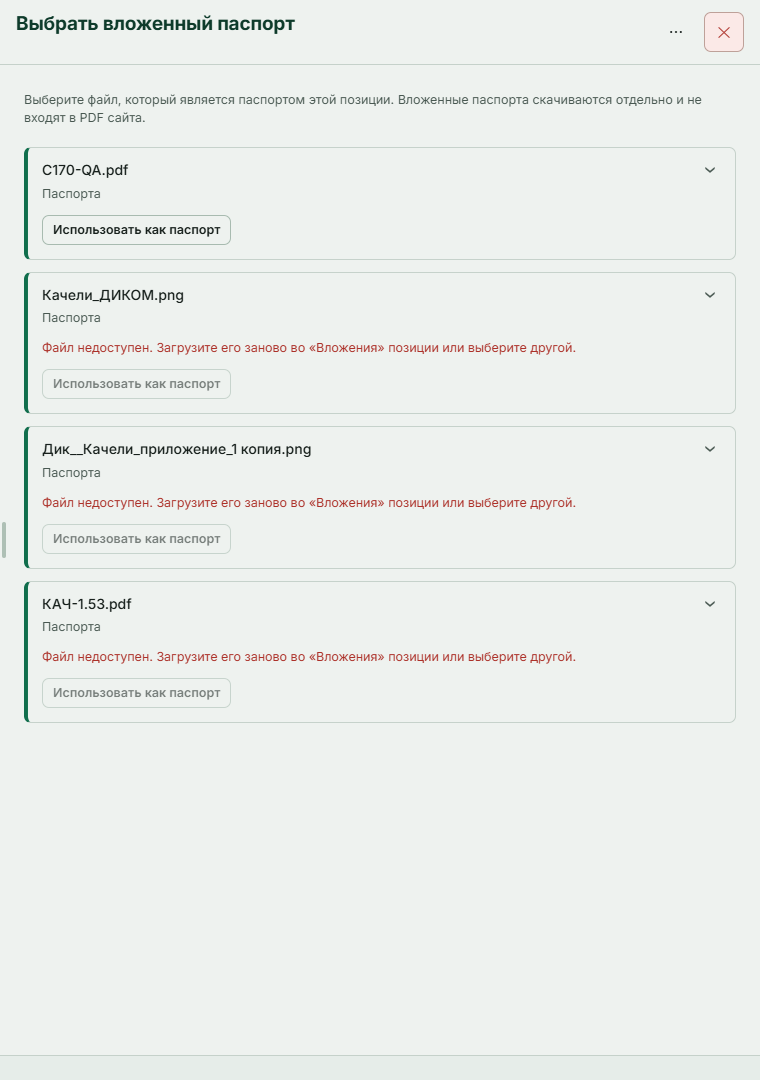 Выбрать вложенный паспорт
...
Выберите файл, который является паспортом этой позиции. Вложенные паспорта скачиваются отдельно и не
входят в PDF сайта.
C170-QA.pdf
Паспорта
Использовать как паспорт
Качели_ДИКОМ.png
Паспорта
Файл недоступен. Загрузите его заново во «Вложения» позиции или выберите другой.
Использовать как паспорт
Дик__Качели_приложение_1 копия.png
Паспорта
Файл недоступен. Загрузите его заново во «Вложения» позиции или выберите другой.
Использовать как паспорт
КАЧ-1.53.pdf
Паспорта
Файл недоступен. Загрузите его заново во «Вложения» позиции или выберите другой.
Использовать как паспорт